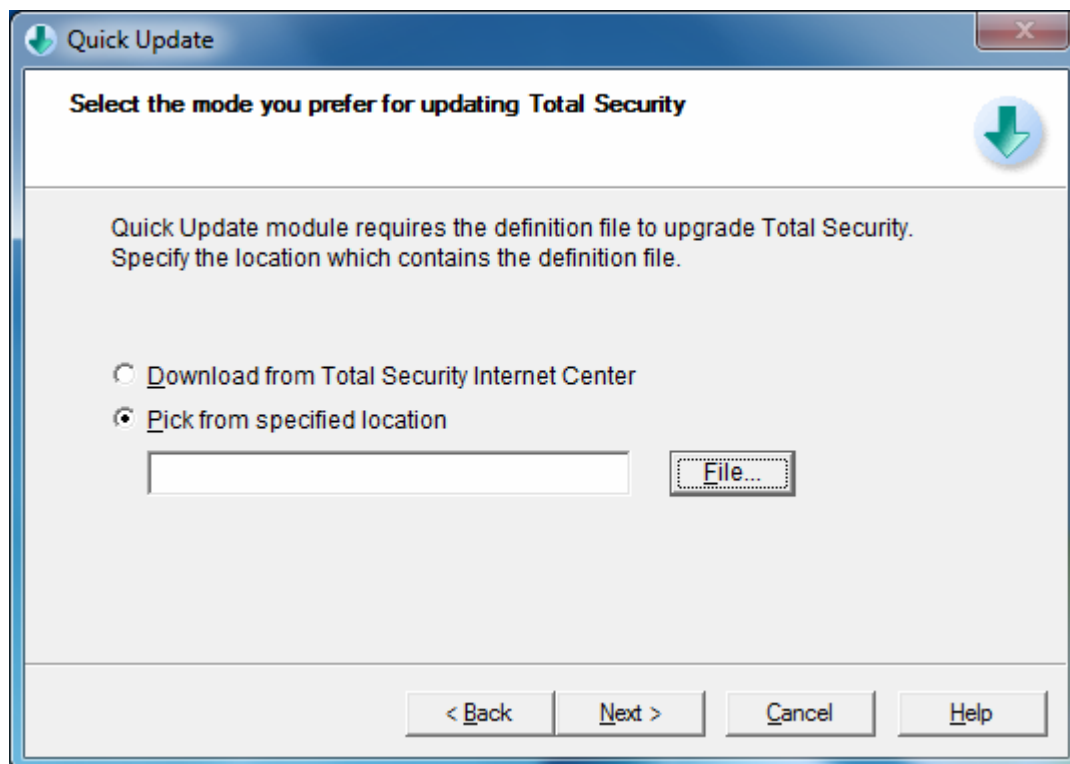 Quick Update
Select the mode you prefer for updating Total Security
Quick Update module requires the definition file to upgrade Total Security.
Specify the location which contains the definition file.
Download from Total Security Internet Center
Pick from specified location
File...
< Back Next > Cancel Help